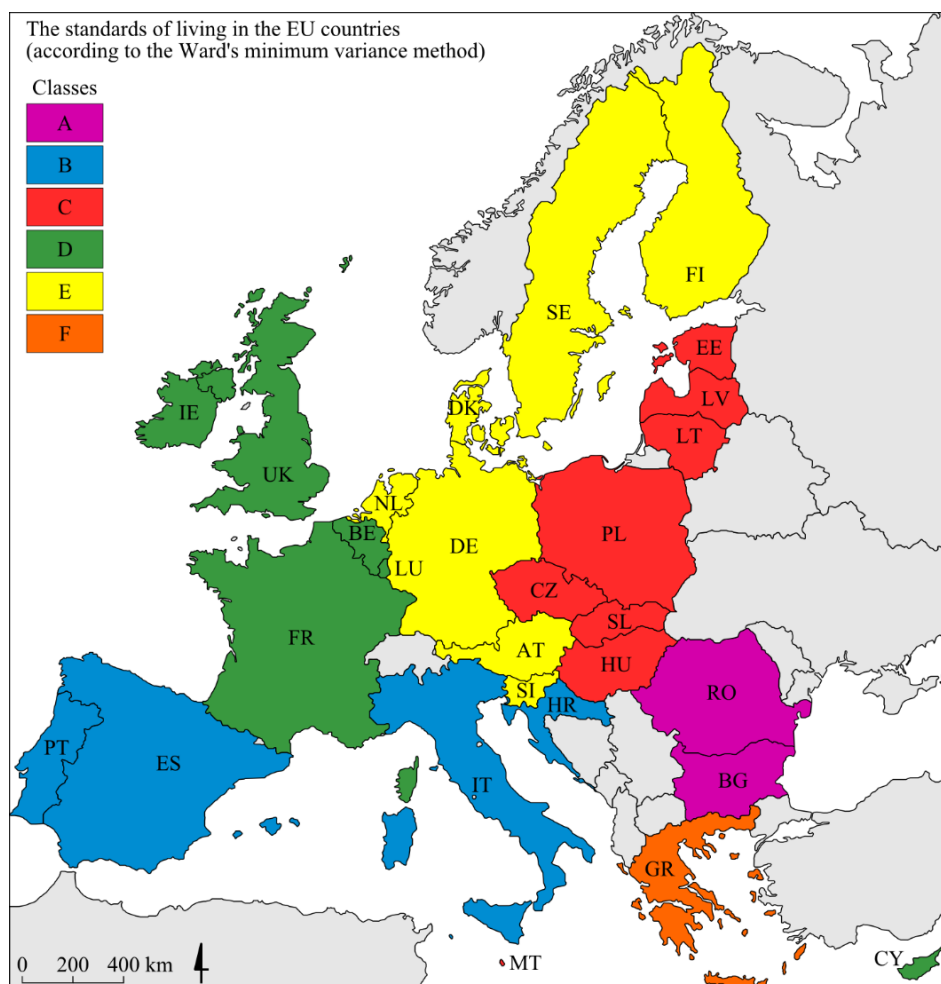 The standards of living in the EU countries
(according to the Ward's minimum variance method)
Classes
A
B
C
D
E
F
FI
SE
EE
LV
LT
DK
IE
UK
NL
BE
DE
PL
LU
CZ
SL
FR
AT
HU
SI
HR
RO
PT
ES
IT
BG
GR
CY
MT
0 200 400 km